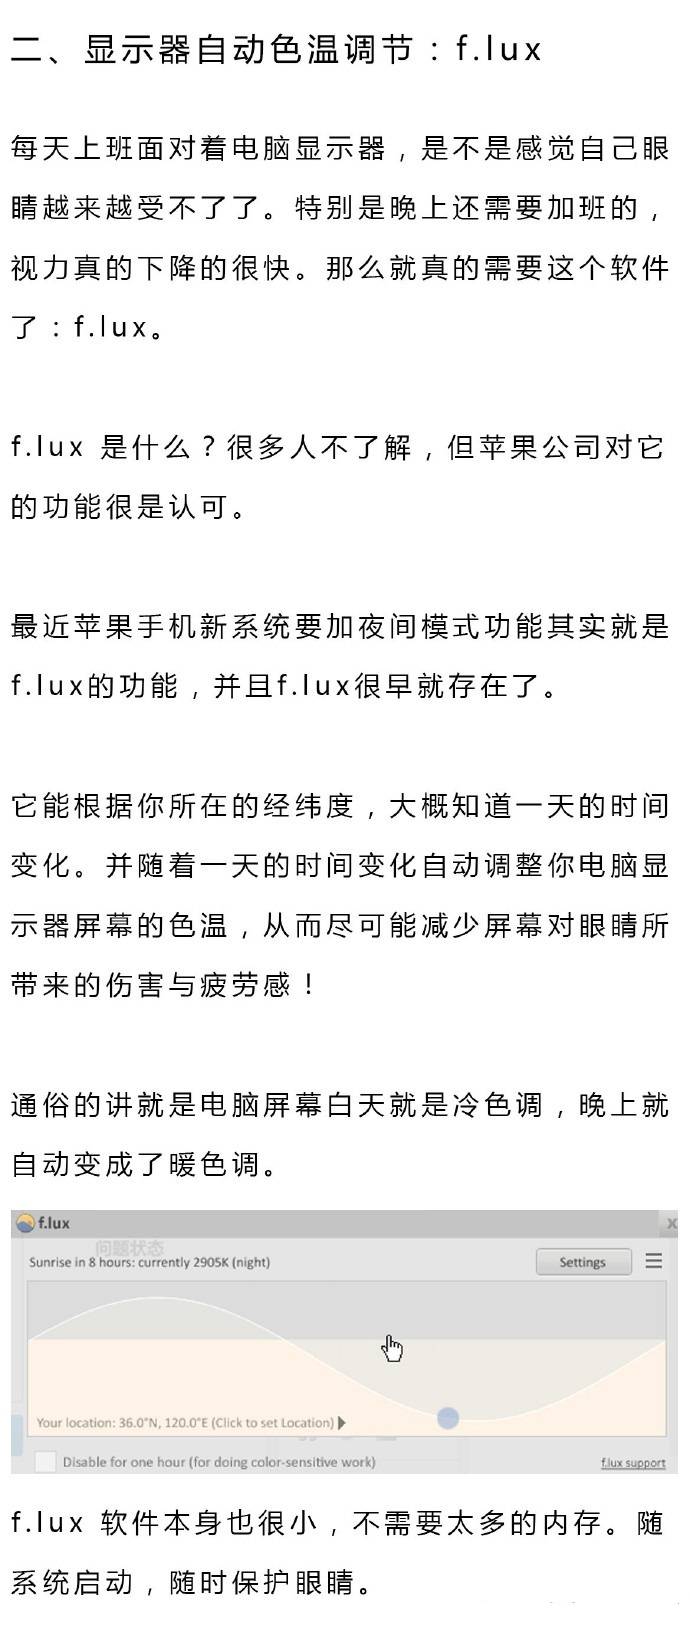 二、显示器自动色温调节：f.lux
每天上班面对着电脑显示器，是不是感觉自己眼
睛越来越受不了了。特别是晚上还需要加班的，
视力真的下降的很快。那么就真的需要这个软件
了：f.lux。
f.lux 是什么？很多人不了解，但苹果公司对它
的功能很是认可。
最近苹果手机新系统要加夜间模式功能其实就是
f.lux的功能，并且f.lux很早就存在了。
它能根据你所在的经纬度，大概知道一天的时间
变化。并随着一天的时间变化自动调整你电脑显
示器屏幕的色温，从而尽可能减少屏幕对眼睛所
带来的伤害与疲劳感！
通俗的讲就是电脑屏幕白天就是冷色调，晚上就
自动变成了暖色调。
f.lux
问题状态
Sunrise in 8 hours: currently 2905K (night)
Settings
Your location: 36.0°N, 120.0°E (Click to set Location)
Disable for one hour (for doing color-sensitive work)
f.lux support
f.lux 软件本身也很小，不需要太多的内存。随
系统启动，随时保护眼睛。